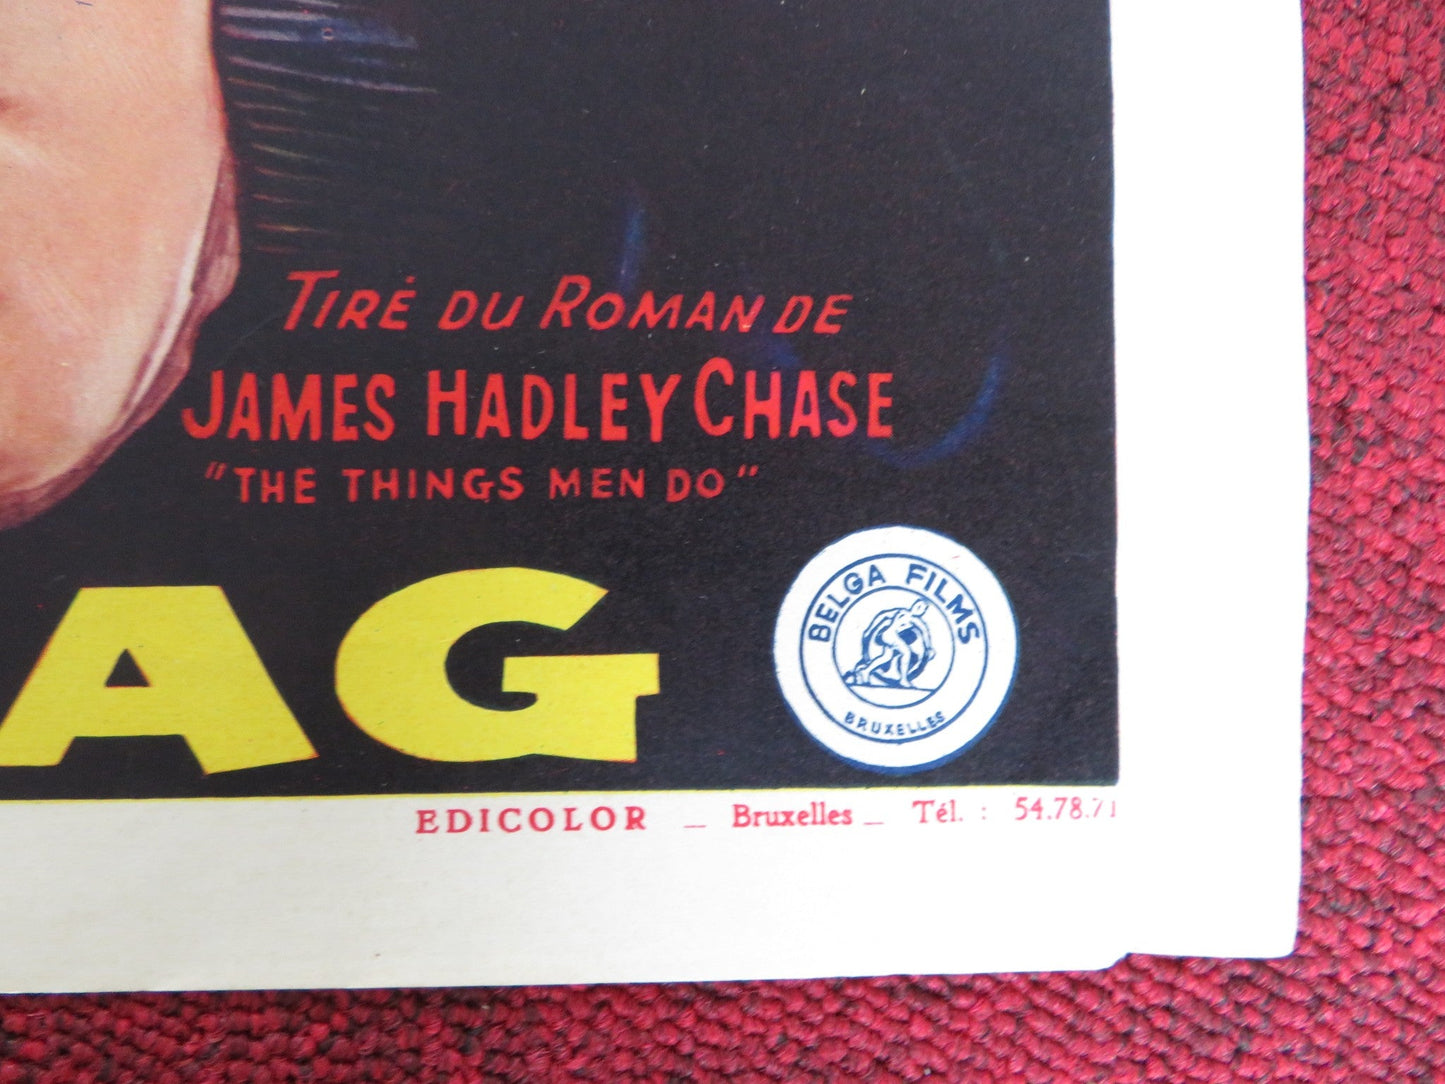 TIRÉ DU ROMAN DE
JAMES HADLEY CHASE
"THE THINGS MEN DO"
AG
BELGA FILMS
BRUXELLES
EDICOLOR _ Bruxelles _ Tél. : 54.78.71